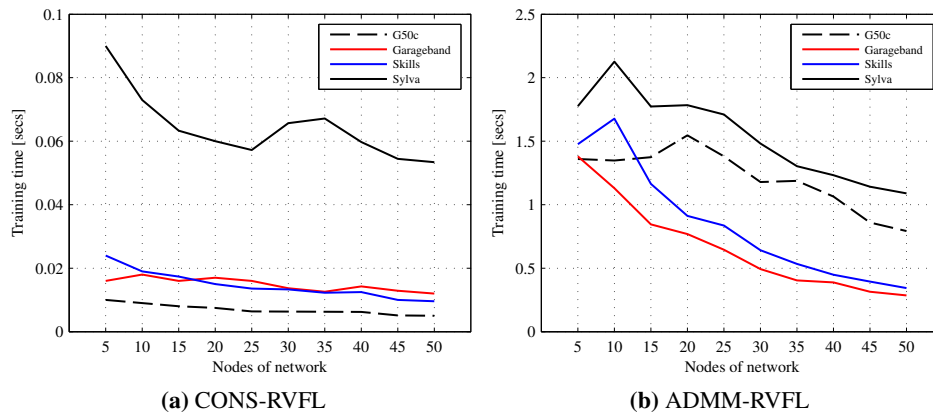 0.1
0.08
0.06
0.04
0.02
0
Training time [secs]
5 10 15 20 25 30 35 40 45 50
Nodes of network
G50c
Garageband
Skills
Sylva
(a) CONS-RVFL
2.5
2
1.5
1
0.5
0
Training time [secs]
5 10 15 20 25 30 35 40 45 50
Nodes of network
G50c
Garageband
Skills
Sylva
(b) ADMM-RVFL